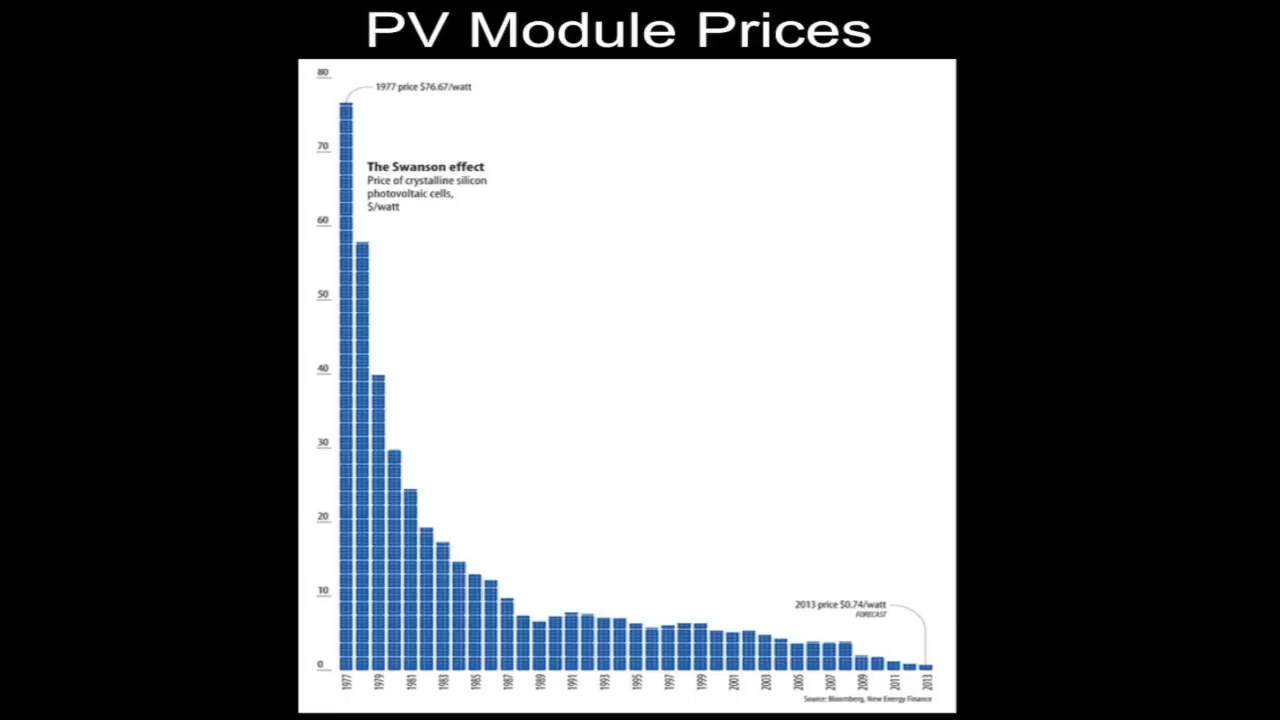 PV Module Prices
80
1977 price $76.67/watt
70
The Swanson effect
Price of crystalline silicon
photovoltaic cells,
$/watt
60
50
40
30
20
10
2013 price $0.74/watt
FORECAST
0
1977 1979 1981 1983 1985 1987 1989 1991 1993 1995 1997 1999 2001 2003 2005 2007 2009 2011 2013
Source: Bloomberg, New Energy Finance